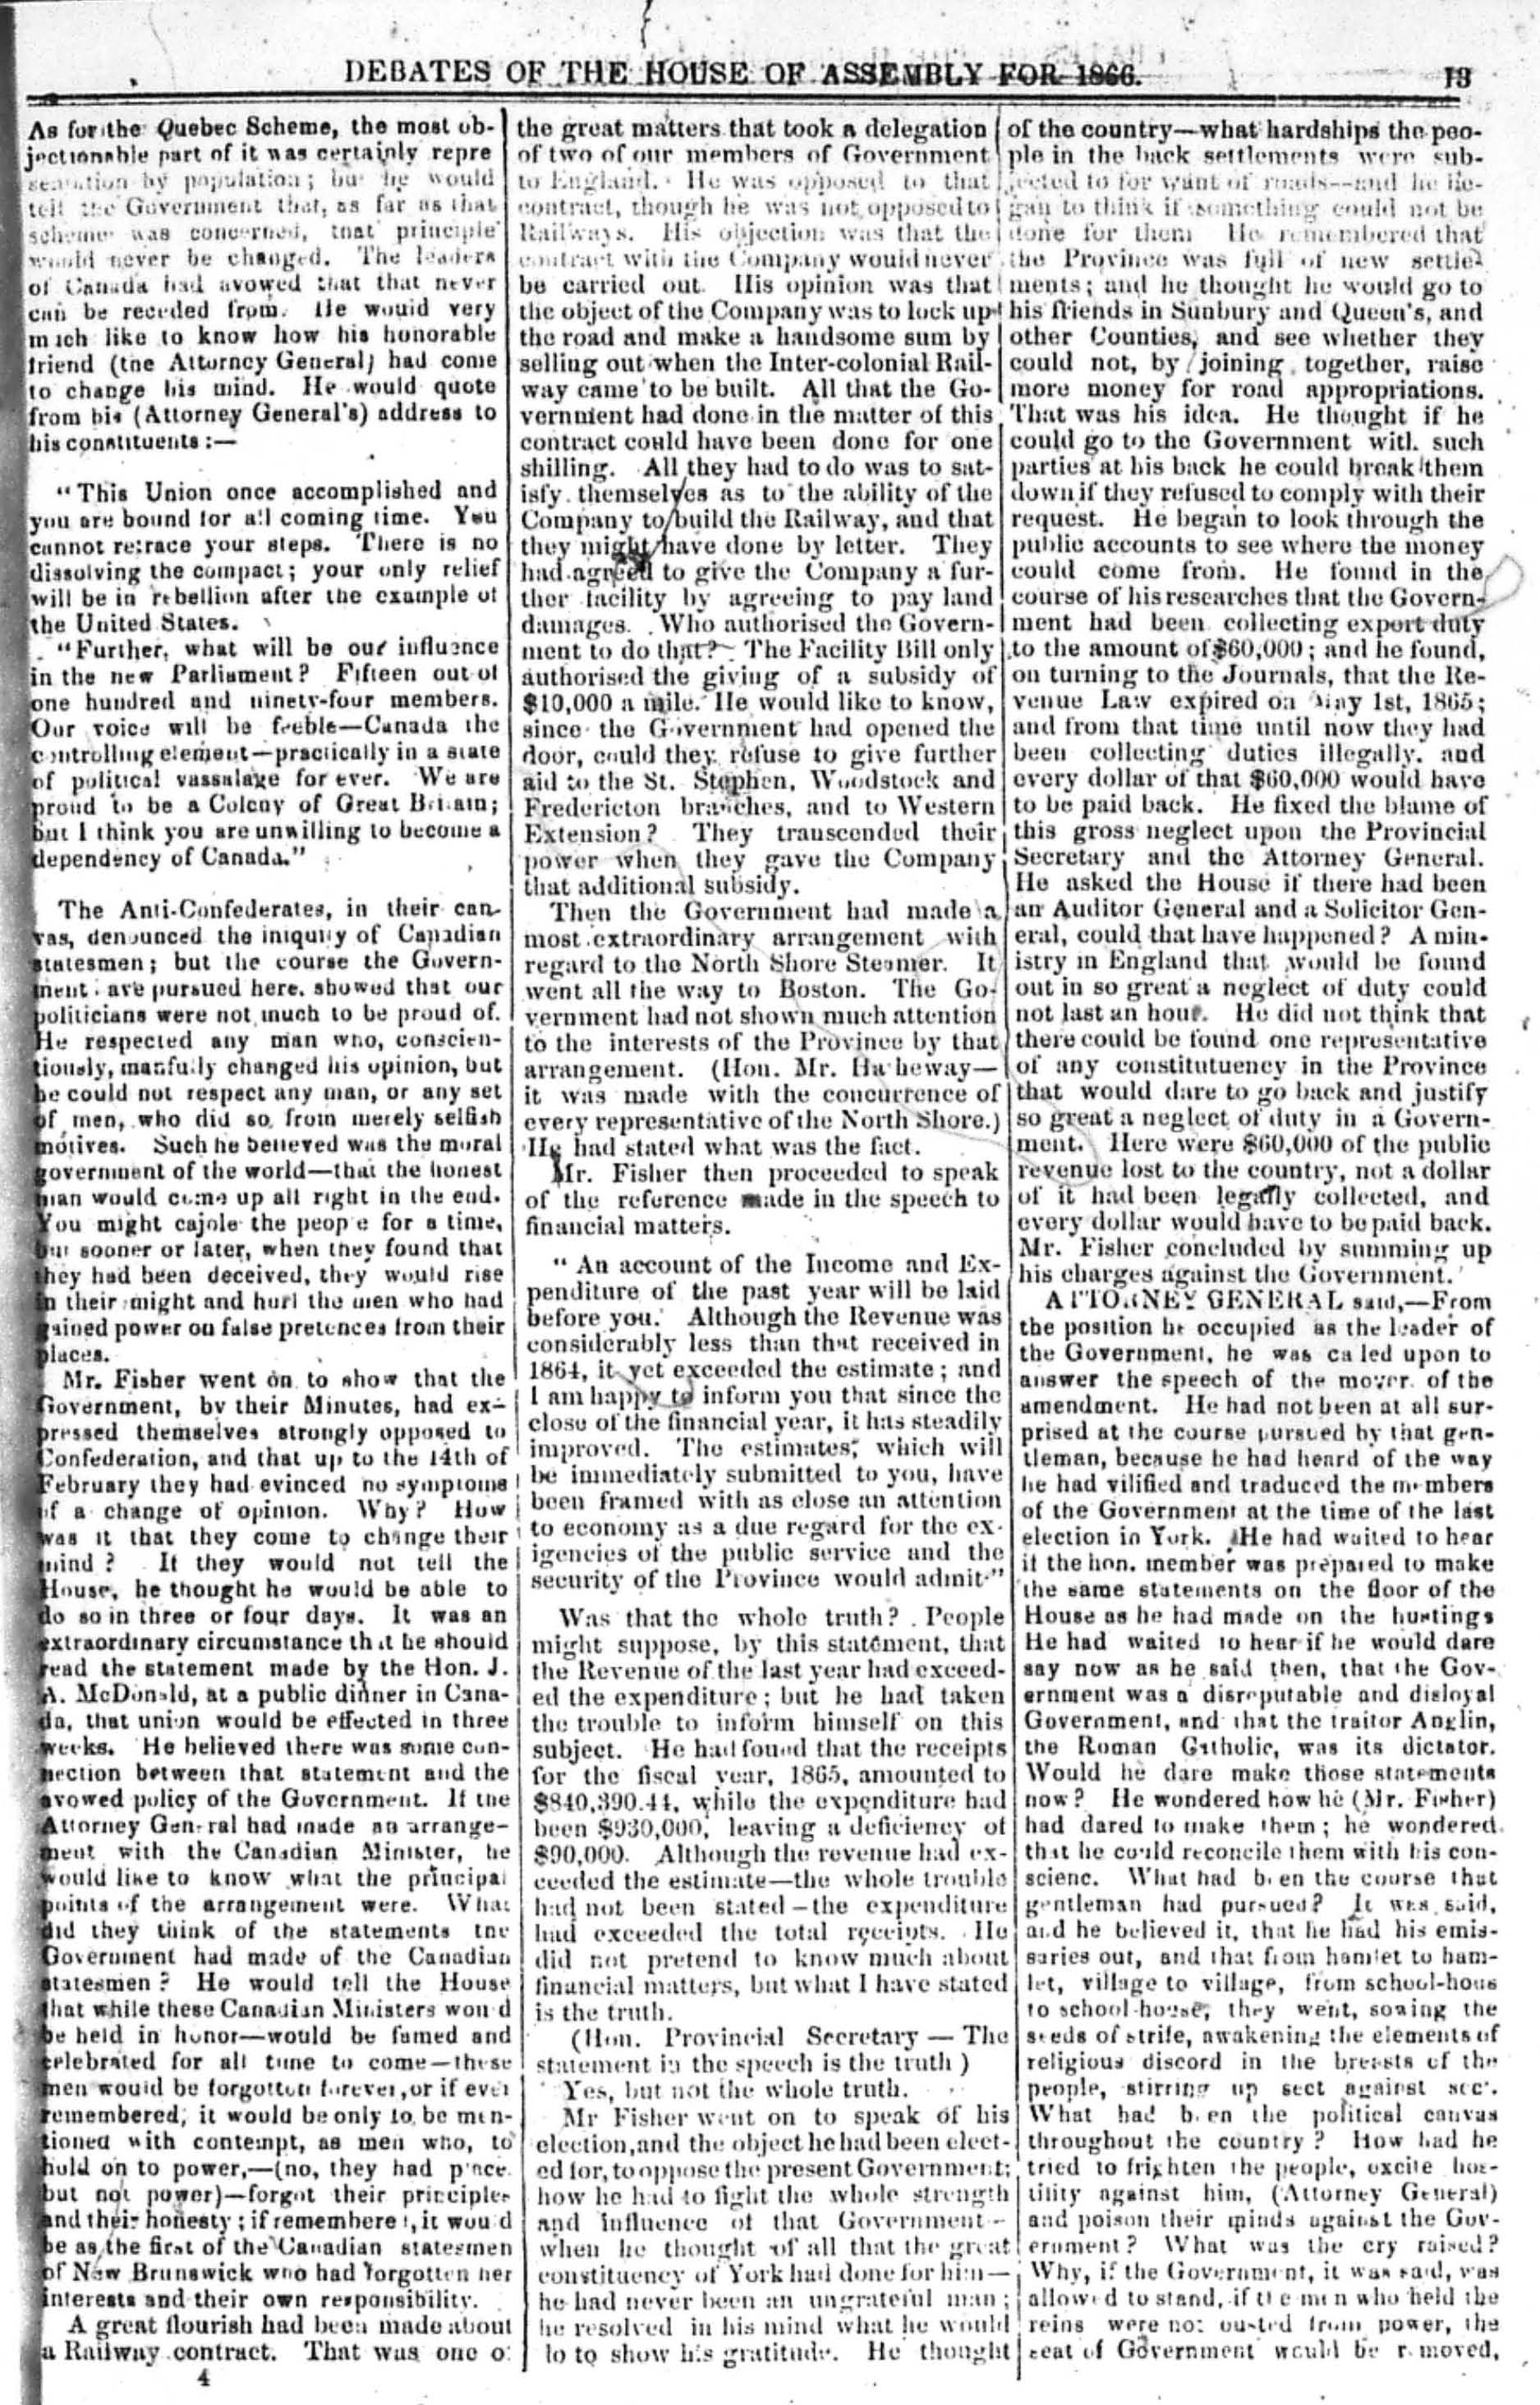 DEBATES OF THE HOUSE OF ASSEMBLY FOR 1866.
13
As for the Quebec Scheme, the most ob-
jectionable part of it was certainly repre
sentation by population; but he would
tell the Government that, as far as that
scheme was concerned, that principle
would never be changed. The leaders
of Canada had avowed that that never
can be receded from. He would very
much like to know how his honorable
friend (the Attorney General) had come
to change his mind. He would quote
from his (Attorney General's) address to
his constituents:—
"This Union once accomplished and
you are bound for all coming time. You
cannot retrace your steps. There is no
dissolving the compact; your only relief
will be in rebellion after the example of
the United States.
"Further, what will be our influence
in the new Parliament? Fifteen out of
one hundred and ninety-four members.
Our voice will be feeble—Canada the
controlling element—practically in a state
of political vassalage for ever. We are
proud to be a Colony of Great Britain;
but I think you are unwilling to become a
dependency of Canada."
The Anti-Confederates, in their can-
vas, denounced the iniquity of Canadian
statesmen; but the course the Govern-
ment ave pursued here, showed that our
politicians were not much to be proud of.
He respected any man who, conscien-
tiously, manfully changed his opinion, but
he could not respect any man, or any set
of men, who did so from merely selfish
motives. Such he believed was the moral
government of the world—that the honest
man would come up all right in the end.
You might cajole the peop e for a time,
but sooner or later, when they found that
they had been deceived, they would rise
in their might and hurl the men who had
gained power on false pretences from their
places.
Mr. Fisher went on to show that the
Government, by their Minutes, had ex-
pressed themselves strongly opposed to
Confederation, and that up to the 14th of
February they had evinced no symptoms
of a change of opinion. Why? How
was it that they come to change their
mind? If they would not tell the
House, he thought he would be able to
do so in three or four days. It was an
extraordinary circumstance that he should
read the statement made by the Hon. J.
A. McDonald, at a public dinner in Cana-
da, that union would be effected in three
weeks. He believed there was some con-
nection between that statement and the
avowed policy of the Government. If the
Attorney General had made an arrange-
ment with the Canadian Minister, he
would like to know what the principal
points of the arrangement were. What
did they think of the statements the
Government had made of the Canadian
statesmen? He would tell the House
that while these Canadian Ministers wou d
be held in honor—would be famed and
celebrated for all time to come—these
men would be forgotten forever, or if ever
remembered, it would be only to be men-
tioned with contempt, as men who, to
hold on to power,—(no, they had place
but not power)—forgot their principles
and their honesty; if remembered, it wou d
be as the first of the Canadian statesmen
of New Brunswick who had forgotten her
interests and their own responsibility.
A great flourish had been made about
a Railway contract. That was one of
4
the great matters that took a delegation
of two of our members of Government
to England. He was opposed to that
contract, though he was not opposed to
Railways. His objection was that the
contract with the Company would never
be carried out. His opinion was that
the object of the Company was to lock up
the road and make a handsome sum by
selling out when the Inter-colonial Rail-
way came to be built. All that the Go-
vernment had done in the matter of this
contract could have been done for one
shilling. All they had to do was to sat-
isfy themselves as to the ability of the
Company to build the Railway, and that
they might have done by letter. They
had agreed to give the Company a fur-
ther facility by agreeing to pay land
damages. Who authorised the Govern-
ment to do that? The Facility Bill only
authorised the giving of a subsidy of
$10,000 a mile. He would like to know,
since the Government had opened the
door, could they refuse to give further
aid to the St. Stephen, Woodstock and
Fredericton branches, and to Western
Extension? They transcended their
power when they gave the Company
that additional subsidy.
Then the Government had made a
most extraordinary arrangement with
regard to the North Shore Steamer. It
went all the way to Boston. The Go-
vernment had not shown much attention
to the interests of the Province by that
arrangement. (Hon. Mr. Ha heway—
it was made with the concurrence of
every representative of the North Shore.)
He had stated what was the fact.
Mr. Fisher then proceeded to speak
of the reference made in the speech to
financial matters.
"An account of the Income and Ex-
penditure of the past year will be laid
before you. Although the Revenue was
considerably less than that received in
1864, it yet exceeded the estimate; and
I am happy to inform you that since the
close of the financial year, it has steadily
improved. The estimates, which will
be immediately submitted to you, have
been framed with as close an attention
to economy as a due regard for the ex-
igencies of the public service and the
security of the Province would admit."
Was that the whole truth? People
might suppose, by this statement, that
the Revenue of the last year had exceed-
ed the expenditure; but he had taken
the trouble to inform himself on this
subject. He had found that the receipts
for the fiscal year, 1865, amounted to
$840,390.44, while the expenditure had
been $930,000, leaving a deficiency of
$90,000. Although the revenue had ex-
ceeded the estimate—the whole trouble
had not been stated—the expenditure
had exceeded the total receipts. He
did not pretend to know much about
financial matters, but what I have stated
is the truth.
(Hon. Provincial Secretary—The
statement in the speech is the truth)
Yes, but not the whole truth.
Mr Fisher went on to speak of his
election, and the object he had been elect-
ed for, to oppose the present Government;
how he had to fight the whole strength
and influence of that Government—
when he thought of all that the great
constituency of York had done for him—
he had never been an ungrateful man;
he resolved in his mind what he would
do to show his gratitude. He thought
of the country—what hardships the peo-
ple in the back settlements were sub-
jected to for want of roads—and he be-
gan to think if something could not be
done for them He remembered that
the Province was full of new settle-
ments; and he thought he would go to
his friends in Sunbury and Queen's, and
other Counties, and see whether they
could not, by joining together, raise
more money for road appropriations.
That was his idea. He thought if he
could go to the Government with such
parties at his back he could break them
down if they refused to comply with their
request. He began to look through the
public accounts to see where the money
could come from. He found in the
course of his researches that the Govern-
ment had been collecting export duty
to the amount of $60,000; and he found,
on turning to the Journals, that the Re-
venue Law expired on May 1st, 1865;
and from that time until now they had
been collecting duties illegally, and
every dollar of that $60,000 would have
to be paid back. He fixed the blame of
this gross neglect upon the Provincial
Secretary and the Attorney General.
He asked the House if there had been
an Auditor General and a Solicitor Gen-
eral, could that have happened? A min-
istry in England that would be found
out in so great a neglect of duty could
not last an hour. He did not think that
there could be found one representative
of any constitutuency in the Province
that would dare to go back and justify
so great a neglect of duty in a Govern-
ment. Here were $60,000 of the public
revenue lost to the country, not a dollar
of it had been legally collected, and
every dollar would have to be paid back.
Mr. Fisher concluded by summing up
his charges against the Government.
ATTORNEY GENERAL said,—From
the position he occupied as the leader of
the Government, he was ca led upon to
answer the speech of the mover of the
amendment. He had not been at all sur-
prised at the course pursued by that gen-
tleman, because he had heard of the way
he had vilified and traduced the members
of the Government at the time of the last
election in York. He had waited to hear
if the hon. member was prepared to make
the same statements on the floor of the
House as he had made on the hustings
He had waited to hear if he would dare
say now as he said then, that the Gov-
ernment was a disreputable and disloyal
Government, and that the traitor Anglin,
the Roman Catholic, was its dictator.
Would he dare make those statements
now? He wondered how he (Mr. Fisher)
had dared to make them; he wondered
that he could reconcile them with his con-
scienc. What had been the course that
gentleman had pursued? It was said,
and he believed it, that he had his emis-
saries out, and that from hamlet to ham-
let, village to village, from school-hous
to school-house, they went, sowing the
seeds of strife, awakening the elements of
religious discord in the breasts of the
people, stirring up sect against sect.
What had been the political canvas
throughout the country? How had he
tried to frighten the people, excite hos-
tility against him, (Attorney General)
and poison their minds against the Gov-
ernment? What was the cry raised?
Why, if the Government, it was said, was
allowed to stand, if the men who held the
reins were not ousted from power, the
seat of Government would be removed,